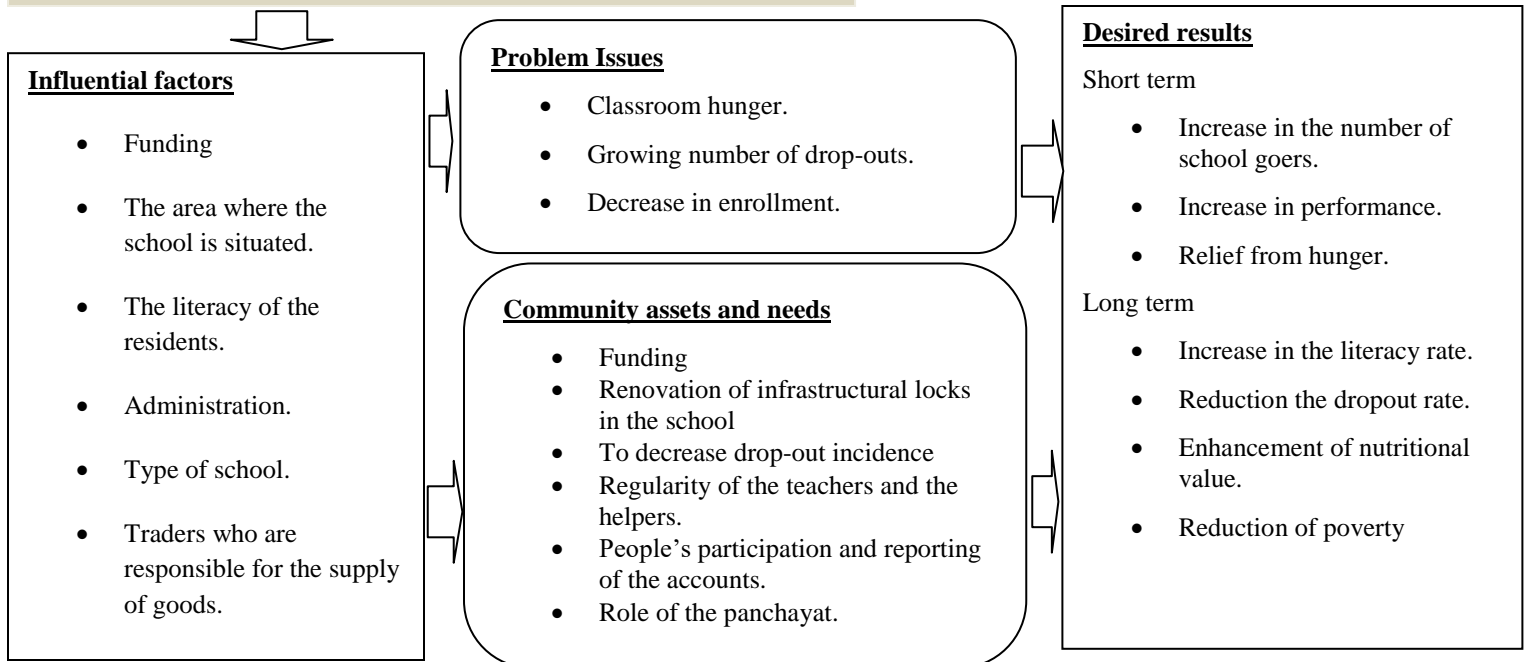 Influential factors
• Funding
• The area where the
school is situated.
• The literacy of the
residents.
• Administration.
• Type of school.
• Traders who are
responsible for the supply
of goods.
Problem Issues
• Classroom hunger.
• Growing number of drop-outs.
• Decrease in enrollment.
Community assets and needs
• Funding
• Renovation of infrastructural locks
in the school
• To decrease drop-out incidence
• Regularity of the teachers and the
helpers.
• People’s participation and reporting
of the accounts.
• Role of the panchayat.
Desired results
Short term
• Increase in the number of
school goers.
• Increase in performance.
• Relief from hunger.
Long term
• Increase in the literacy rate.
• Reduction the dropout rate.
• Enhancement of nutritional
value.
• Reduction of poverty